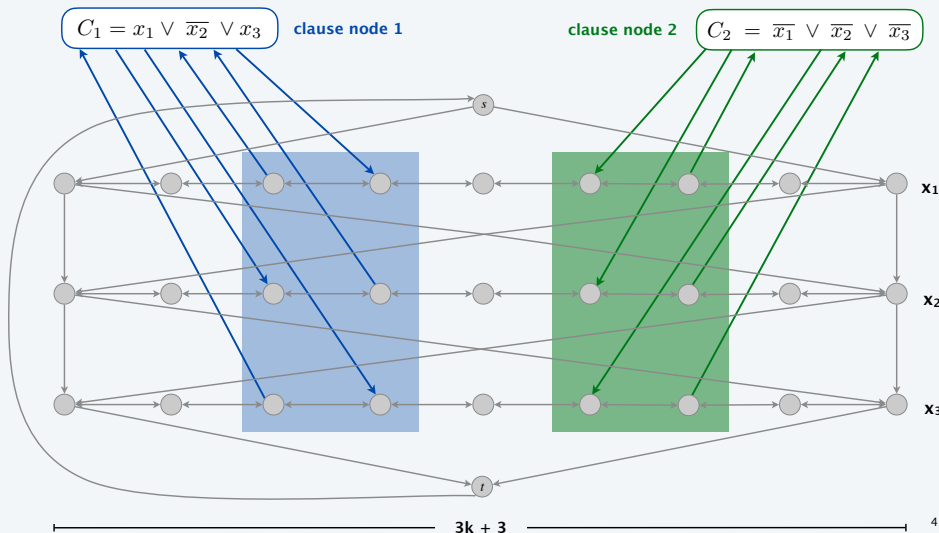 C₁ = x₁ ∨ x̅₂ ∨ x₃
clause node 1
clause node 2
C₂ = x̅₁ ∨ x̅₂ ∨ x̅₃
s
x₁
x₂
x₃
t
3k + 3
4